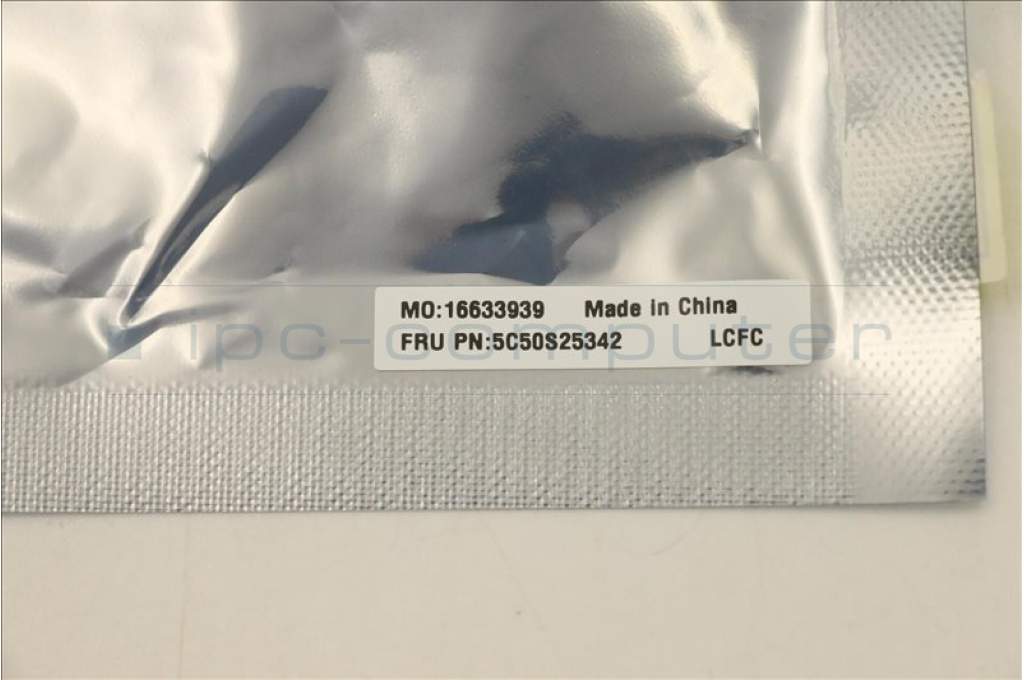 MO:16633939 Made in China
FRU PN:5C50S25342 LCFC
ipc-computer